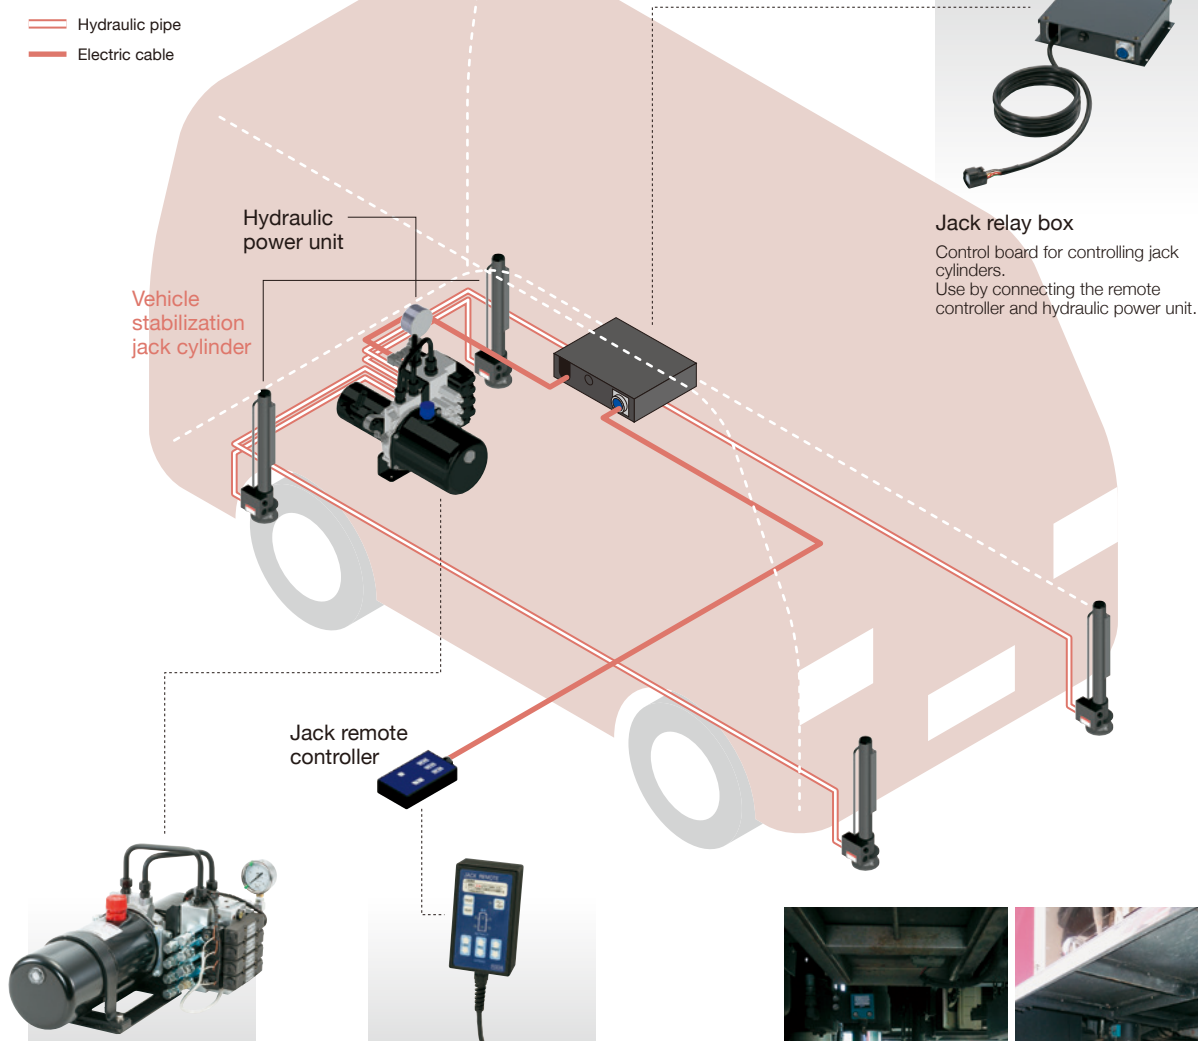 Hydraulic pipe
Electric cable
Jack relay box
Control board for controlling jack
cylinders.
Use by connecting the remote
controller and hydraulic power unit.
Hydraulic
power unit
Vehicle
stabilization
jack cylinder
Jack remote
controller
JACK REMOTE